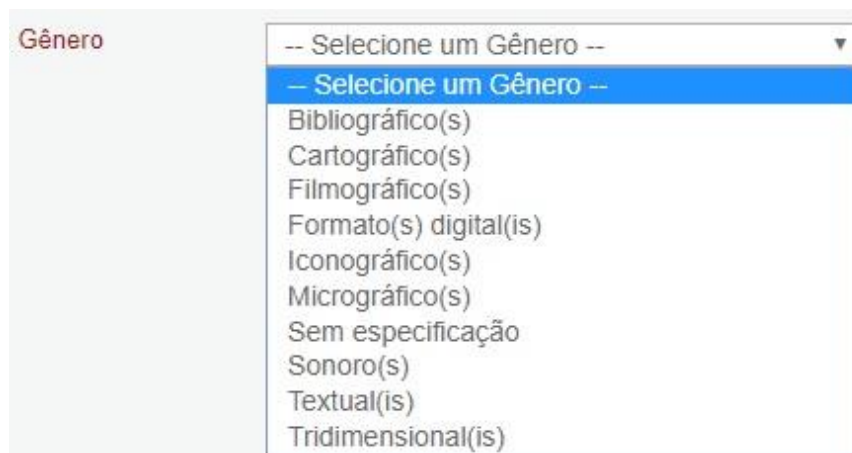 Gênero
-- Selecione um Gênero --
-- Selecione um Gênero --
Bibliográfico(s)
Cartográfico(s)
Filmográfico(s)
Formato(s) digital(is)
Iconográfico(s)
Micrográfico(s)
Sem especificação
Sonoro(s)
Textual(is)
Tridimensional(is)